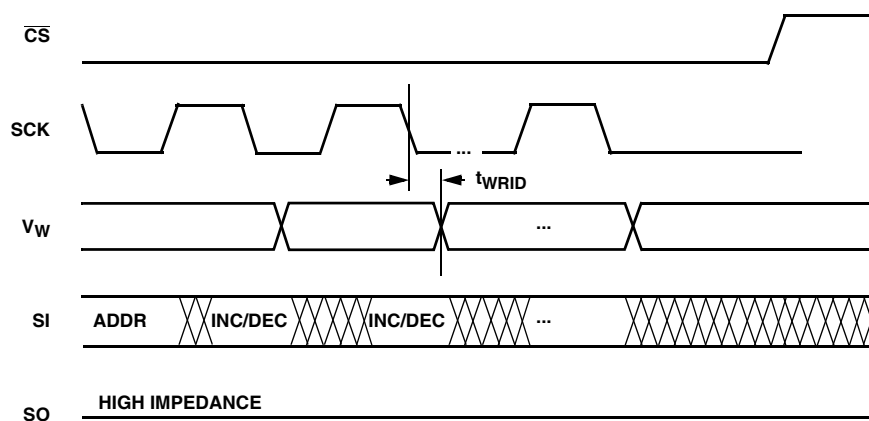 CS
SCK
...
tWRID
VW
...
SI
ADDR
INC/DEC
INC/DEC
...
SO
HIGH IMPEDANCE